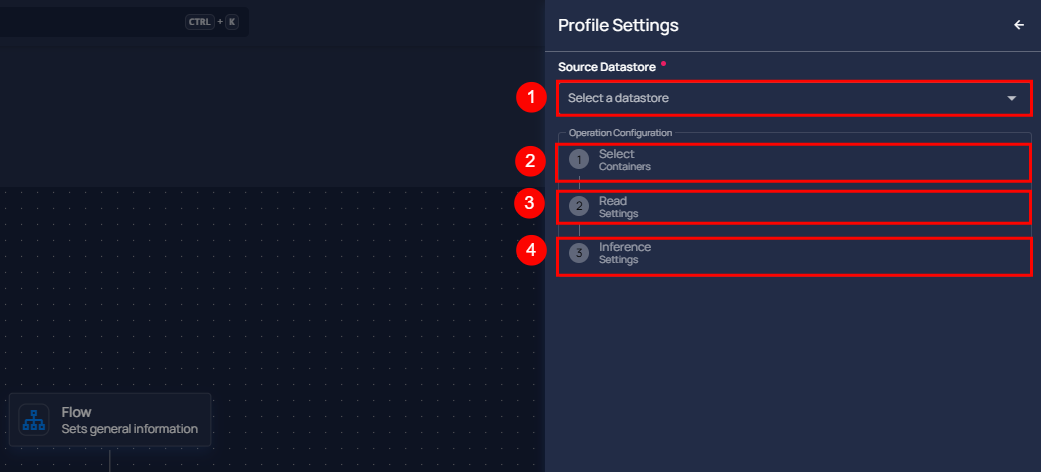 CTRL + K
Profile Settings
Source Datastore
1
Select a datastore
Operation Configuration
2
1
Select
Containers
3
2
Read
Settings
4
3
Inference
Settings
Flow
Sets general information